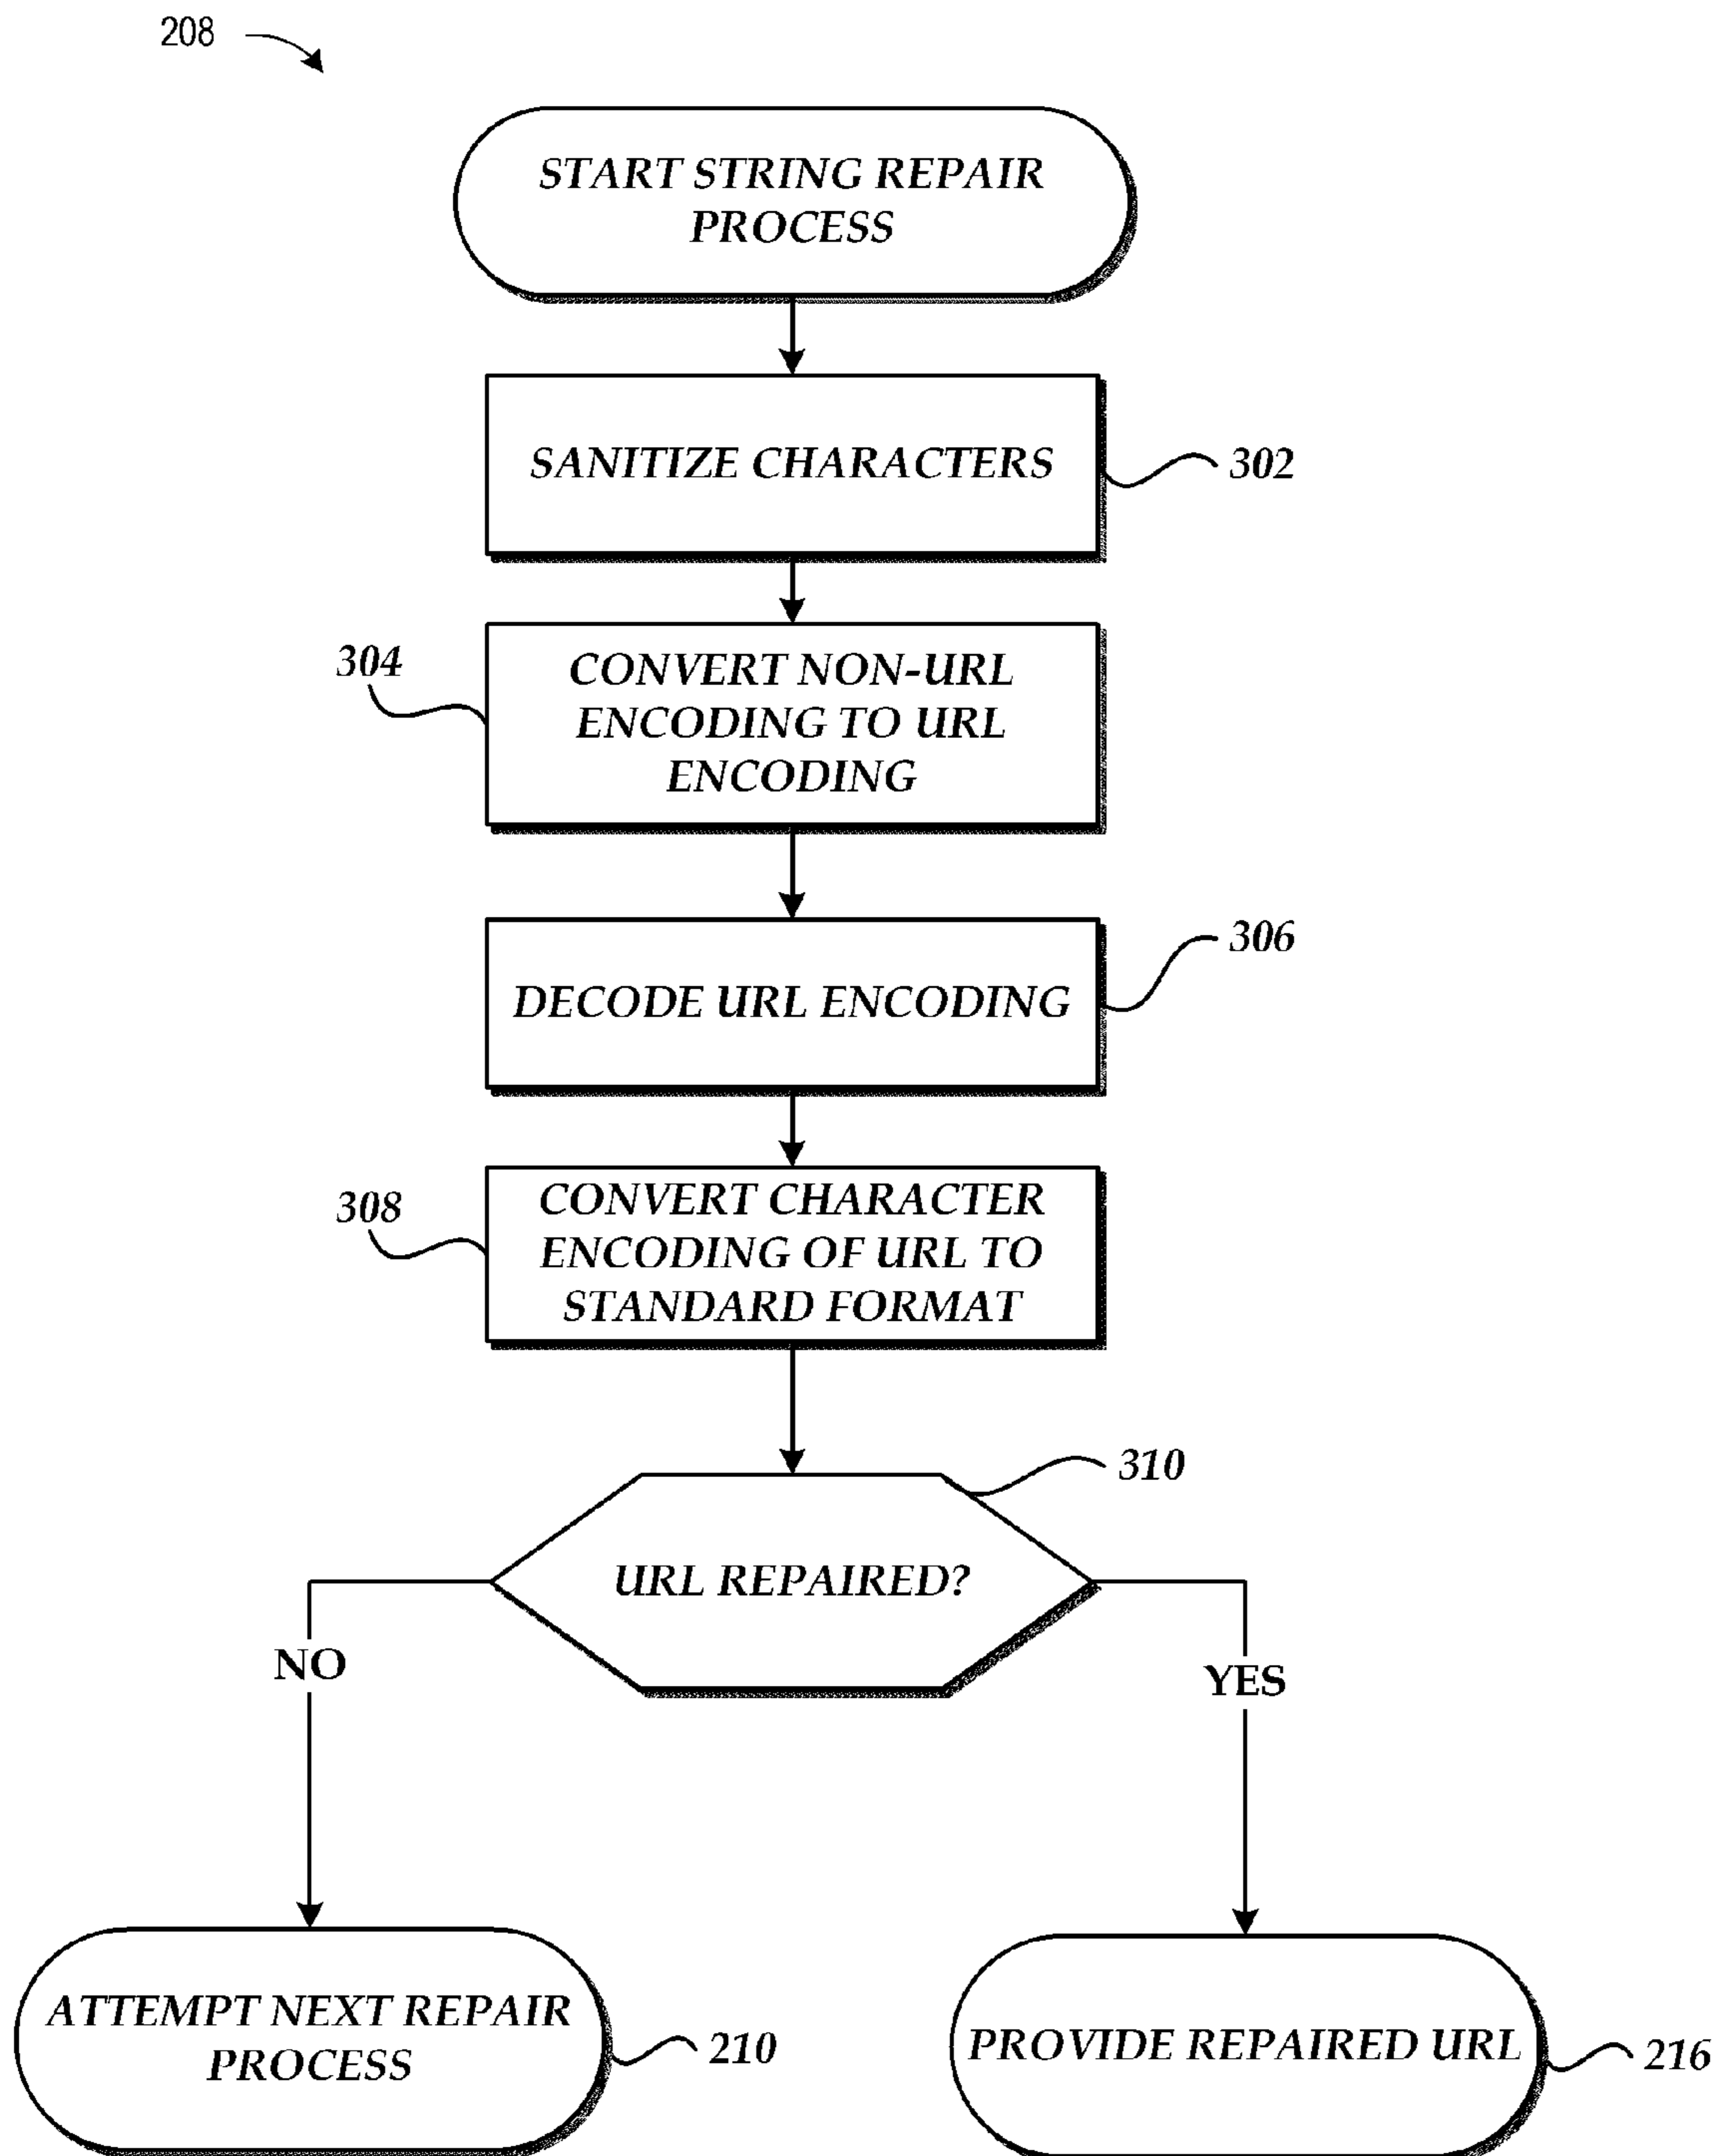 208
START STRING REPAIR
PROCESS
SANITIZE CHARACTERS
302
304
CONVERT NON-URL
ENCODING TO URL
ENCODING
306
DECODE URL ENCODING
308
CONVERT CHARACTER
ENCODING OF URL TO
STANDARD FORMAT
310
URL REPAIRED?
NO
YES
ATTEMPT NEXT REPAIR
PROCESS
210
PROVIDE REPAIRED URL
216